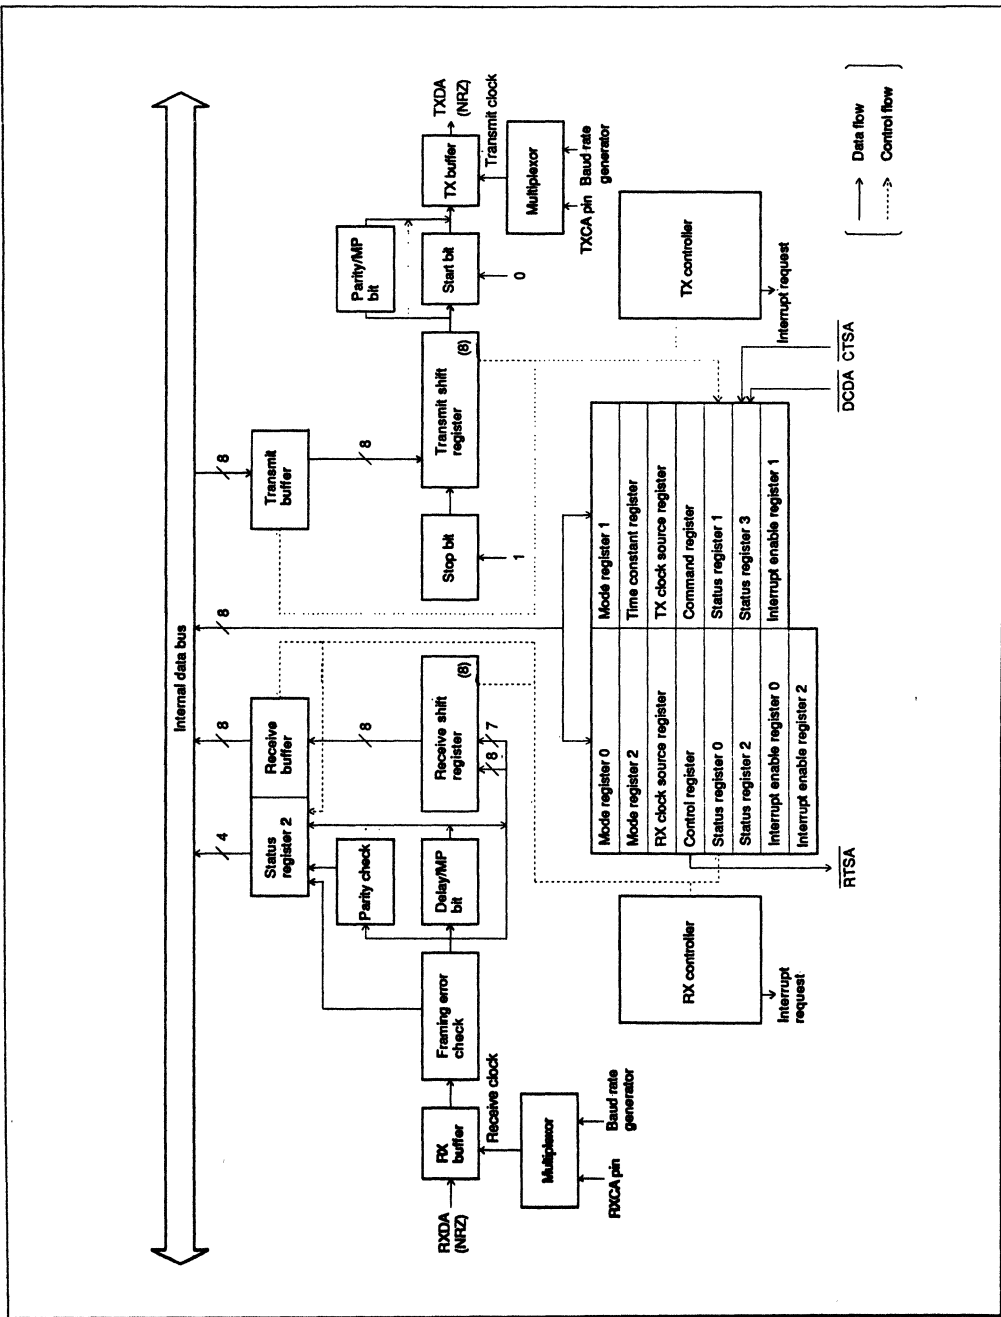 Internal data bus
4
8
8
8
Status
register 2
Receive
buffer
Transmit
buffer
8
8
Parity check
Parity/MP
bit
RXDA
(NRZ)
RX
buffer
Framing error
check
Delay/MP
bit
8
7
Receive shift
register
(8)
Stop bit
Transmit shift
register
(8)
Start bit
TX buffer
TXDA
(NRZ)
Receive clock
1
0
Transmit clock
Multiplexor
Multiplexor
RXCA pin
Baud rate
generator
TXCA pin
Baud rate
generator
Mode register 0
Mode register 1
Mode register 2
Time constant register
RX clock source register
TX clock source register
Control register
Command register
Status register 0
Status register 1
Status register 2
Status register 3
Interrupt enable register 0
Interrupt enable register 1
Interrupt enable register 2
RX controller
TX controller
Interrupt
request
Interrupt request
RTSA
DCDA
CTSA
Data flow
Control flow